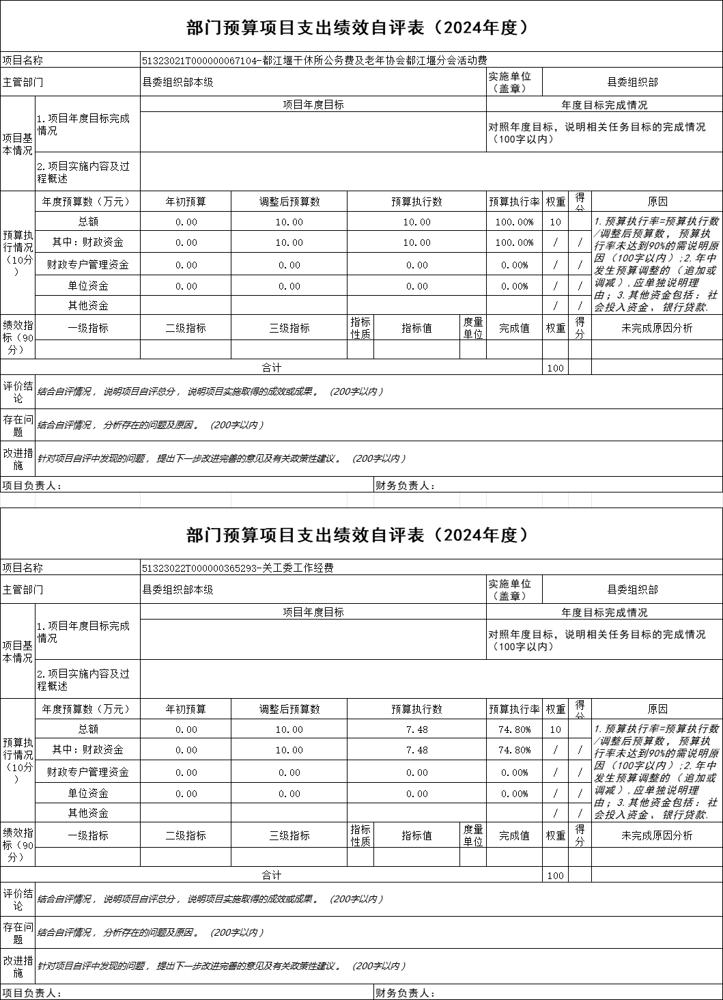 部门预算项目支出绩效自评表（2024年度）
项目名称 51323021T000000067104-都江堰干休所公务费及老年协会都江堰分会活动费
主管部门 县委组织部本级 实施单位（盖章） 县委组织部
项目基本情况 1.项目年度目标完成情况 项目年度目标 年度目标完成情况
对照年度目标，说明相关任务目标的完成情况（100字以内）
2.项目实施内容及过程概述
预算执行情况（10分） 年度预算数（万元） 年初预算 调整后预算数 预算执行数 预算执行率 权重 得分 原因
总额 0.00 10.00 10.00 100.00% 10
其中：财政资金 0.00 10.00 10.00 100.00% / /
财政专户管理资金 0.00 0.00 0.00 0.00% / /
单位资金 0.00 0.00 0.00 0.00% / /
其他资金 / /
1.预算执行率=预算执行数/调整后预算数，预算执行率未达到90%的需说明原因（100字以内）;2.年中发生预算调整的（追加或调减）,应单独说明理由；3.其他资金包括：社会投入资金、银行贷款.
绩效指标（90分） 一级指标 二级指标 三级指标 指标性质 指标值 度量单位 完成值 权重 得分 未完成原因分析
合计 100
评价结论 结合自评情况，说明项目自评总分，说明项目实施取得的成效或成果。（200字以内）
存在问题 结合自评情况，分析存在的问题及原因。（200字以内）
改进措施 针对项目自评中发现的问题，提出下一步改进完善的意见及有关政策性建议。（200字以内）
项目负责人： 财务负责人：
部门预算项目支出绩效自评表（2024年度）
项目名称 51323022T000000365293-关工委工作经费
主管部门 县委组织部本级 实施单位（盖章） 县委组织部
项目基本情况 1.项目年度目标完成情况 项目年度目标 年度目标完成情况
对照年度目标，说明相关任务目标的完成情况（100字以内）
2.项目实施内容及过程概述
预算执行情况（10分） 年度预算数（万元） 年初预算 调整后预算数 预算执行数 预算执行率 权重 得分 原因
总额 0.00 10.00 7.48 74.80% 10
其中：财政资金 0.00 10.00 7.48 74.80% / /
财政专户管理资金 0.00 0.00 0.00 0.00% / /
单位资金 0.00 0.00 0.00 0.00% / /
其他资金 / /
1.预算执行率=预算执行数/调整后预算数，预算执行率未达到90%的需说明原因（100字以内）;2.年中发生预算调整的（追加或调减）,应单独说明理由；3.其他资金包括：社会投入资金、银行贷款.
绩效指标（90分） 一级指标 二级指标 三级指标 指标性质 指标值 度量单位 完成值 权重 得分 未完成原因分析
合计 100
评价结论 结合自评情况，说明项目自评总分，说明项目实施取得的成效或成果。（200字以内）
存在问题 结合自评情况，分析存在的问题及原因。（200字以内）
改进措施 针对项目自评中发现的问题，提出下一步改进完善的意见及有关政策性建议。（200字以内）
项目负责人： 财务负责人：